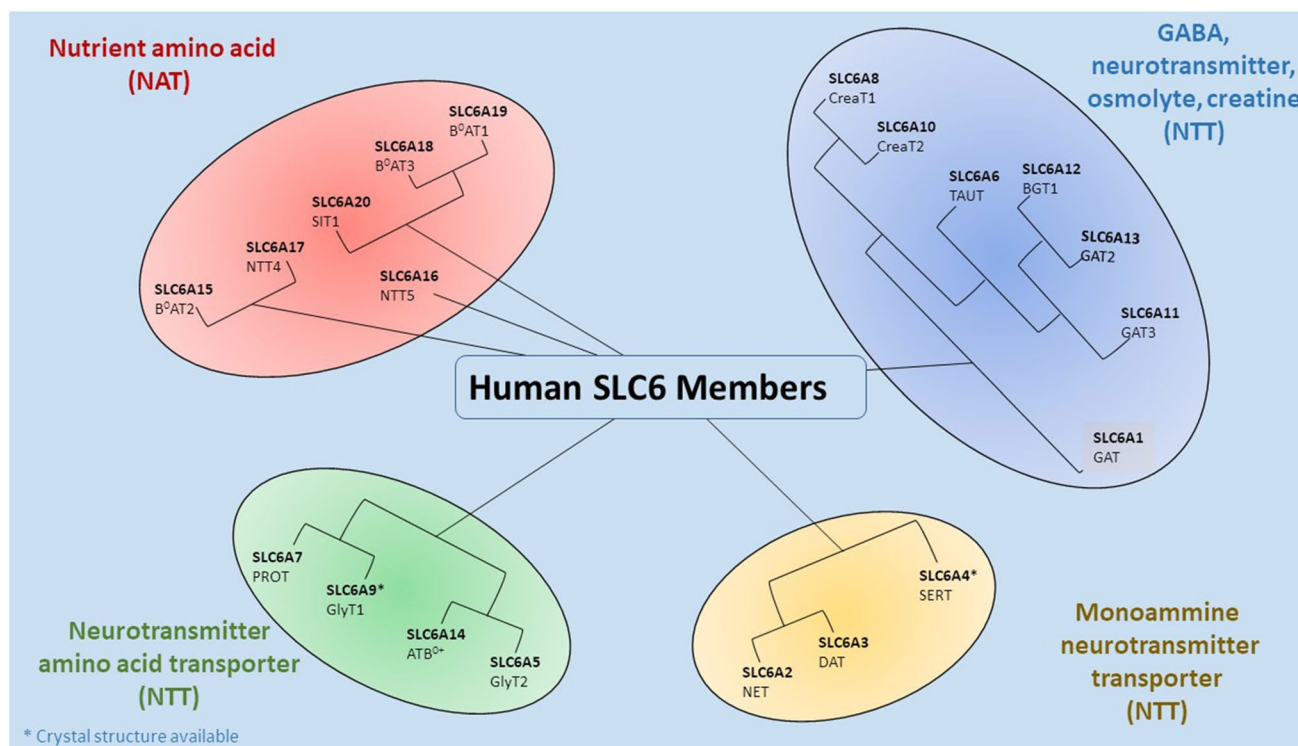 Nutrient amino acid
(NAT)
SLC6A19
B⁰AT1
SLC6A18
B⁰AT3
SLC6A20
SIT1
SLC6A17
NTT4
SLC6A16
NTT5
SLC6A15
B⁰AT2
GABA,
neurotransmitter,
osmolyte, creatine
(NTT)
SLC6A8
CreaT1
SLC6A10
CreaT2
SLC6A6
TAUT
SLC6A12
BGT1
SLC6A13
GAT2
SLC6A11
GAT3
SLC6A1
GAT
Human SLC6 Members
SLC6A7
PROT
SLC6A9*
GlyT1
SLC6A14
ATB⁰⁺
SLC6A5
GlyT2
Neurotransmitter
amino acid transporter
(NTT)
SLC6A4*
SERT
SLC6A3
DAT
SLC6A2
NET
Monoammine
neurotransmitter
transporter
(NTT)
* Crystal structure available